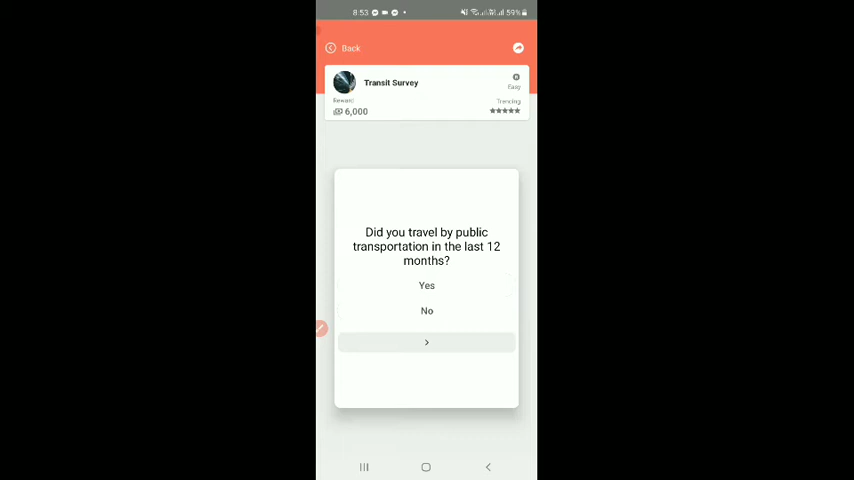 8:53
59%
Back
Transit Survey
Easy
Reward
Trending
6,000
Did you travel by public
transportation in the last 12
months?
Yes
No